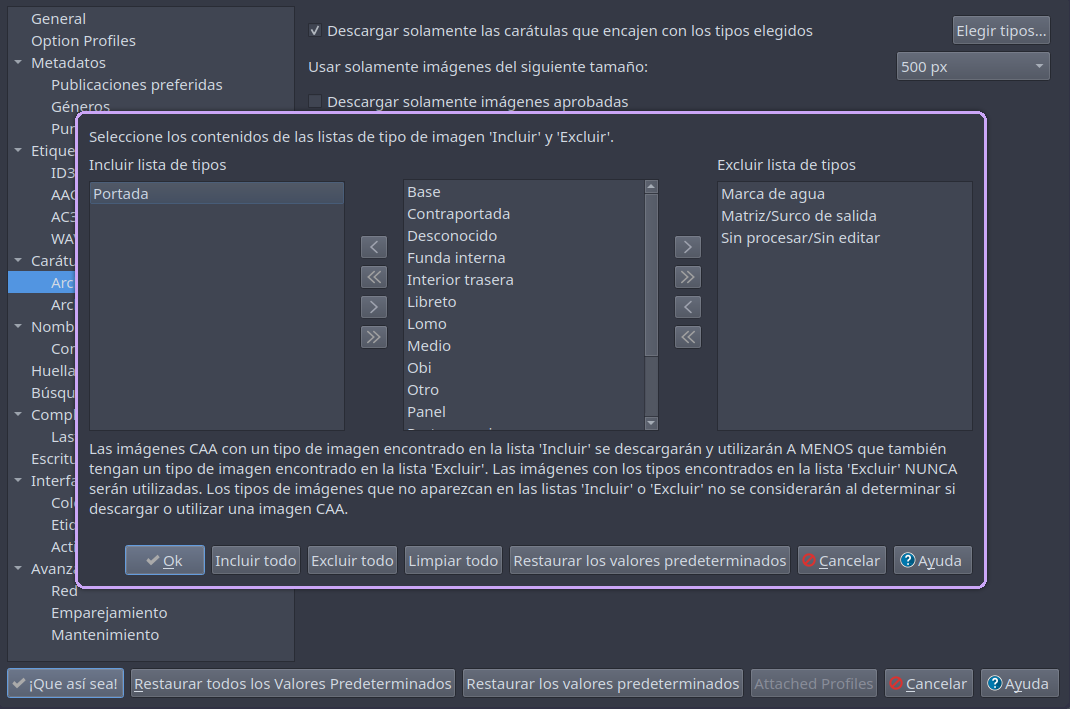 General
Option Profiles
Metadatos
Publicaciones preferidas
Géneros
Descargar solamente las carátulas que encajen con los tipos elegidos
Elegir tipos...
Usar solamente imágenes del siguiente tamaño:
500 px
Descargar solamente imágenes aprobadas
Pur
Etique
ID3
AAC
AC3
WAV
Carátu
Arc
Arc
Nomb
Cor
Huella
Búsqu
Compl
Las
Escritu
Interfa
Colo
Etiq
Acti
Avanza
Red
Emparejamiento
Mantenimiento
Seleccione los contenidos de las listas de tipo de imagen 'Incluir' y 'Excluir'.
Incluir lista de tipos
Portada
Base
Contraportada
Desconocido
Funda interna
Interior trasera
Libreto
Lomo
Medio
Obi
Otro
Panel
Excluir lista de tipos
Marca de agua
Matriz/Surco de salida
Sin procesar/Sin editar
Las imágenes CAA con un tipo de imagen encontrado en la lista 'Incluir' se descargarán y utilizarán A MENOS que también
tengan un tipo de imagen encontrado en la lista 'Excluir'. Las imágenes con los tipos encontrados en la lista 'Excluir' NUNCA
serán utilizadas. Los tipos de imágenes que no aparezcan en las listas 'Incluir' o 'Excluir' no se considerarán al determinar si
descargar o utilizar una imagen CAA.
Ok
Incluir todo
Excluir todo
Limpiar todo
Restaurar los valores predeterminados
Cancelar
Ayuda
¡Que así sea!
Restaurar todos los Valores Predeterminados
Restaurar los valores predeterminados
Attached Profiles
Cancelar
Ayuda